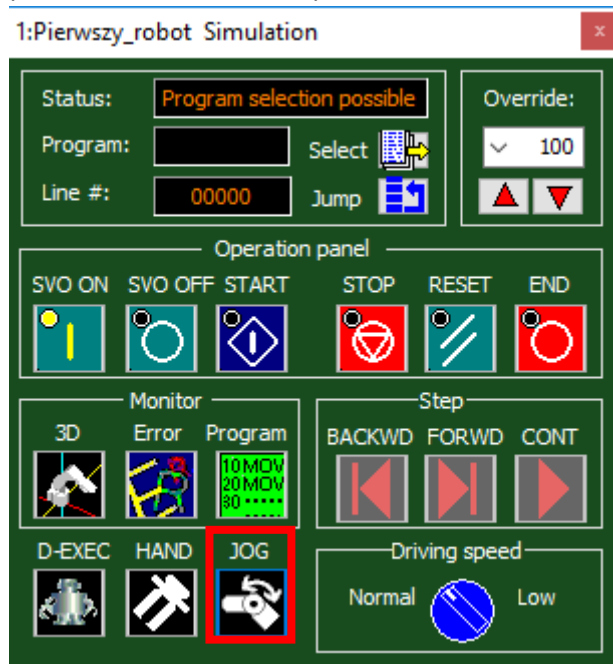 1:Pierwszy_robot Simulation
x
Status: Program selection possible
Override:
Program: Select
100
Line #: 00000 Jump
Operation panel
SVO ON SVO OFF START STOP RESET END
Monitor
Step
3D Error Program
BACKWD FORWD CONT
10MOV
20MOV
30 ·····
D-EXEC HAND JOG
Driving speed
Normal Low